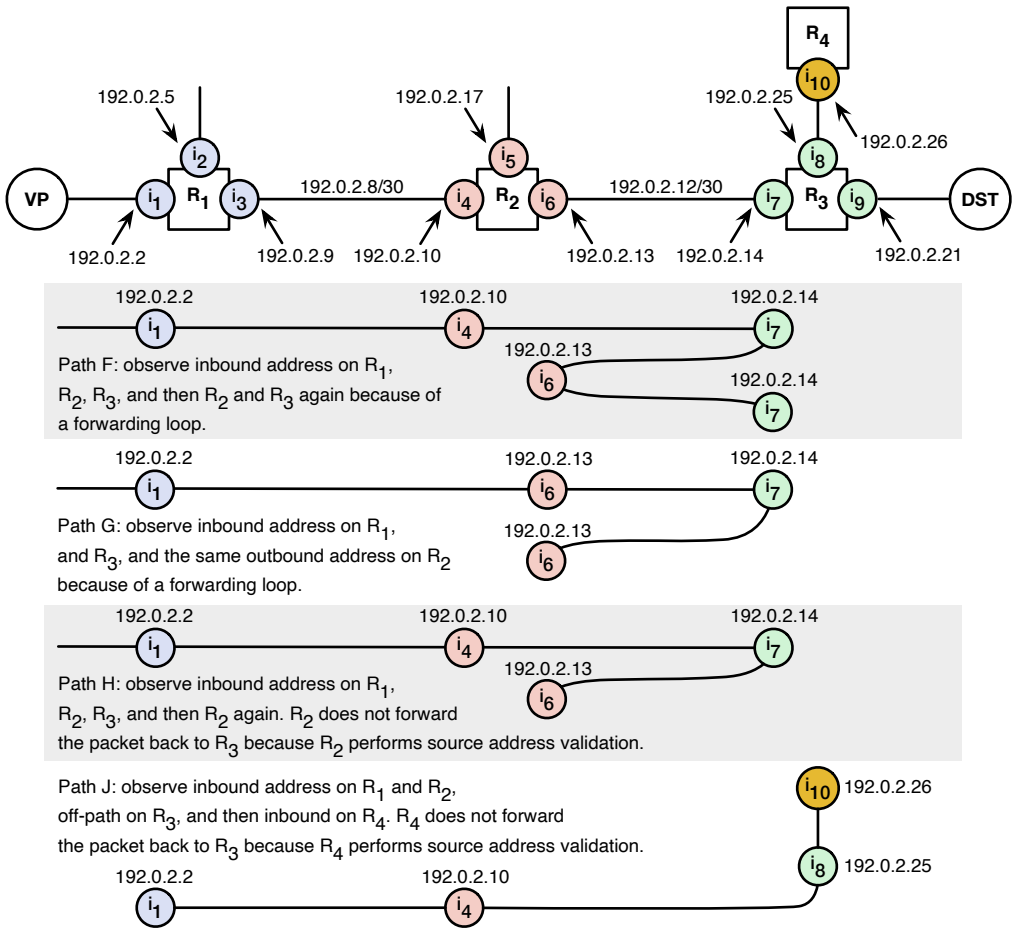 R4
i10
192.0.2.5
192.0.2.17
192.0.2.25
192.0.2.26
i2
i5
i8
VP
i1
R1
i3
192.0.2.8/30
i4
R2
i6
192.0.2.12/30
i7
R3
i9
DST
192.0.2.2
192.0.2.9
192.0.2.10
192.0.2.13
192.0.2.14
192.0.2.21
192.0.2.2
192.0.2.10
192.0.2.14
i1
i4
i7
192.0.2.13
i6
192.0.2.14
i7
Path F: observe inbound address on R1,
R2, R3, and then R2 and R3 again because of
a forwarding loop.
192.0.2.2
192.0.2.13
192.0.2.14
i1
i6
i7
192.0.2.13
i6
Path G: observe inbound address on R1,
and R3, and the same outbound address on R2
because of a forwarding loop.
192.0.2.2
192.0.2.10
192.0.2.14
i1
i4
i7
192.0.2.13
i6
Path H: observe inbound address on R1,
R2, R3, and then R2 again. R2 does not forward
the packet back to R3 because R2 performs source address validation.
Path J: observe inbound address on R1 and R2,
off-path on R3, and then inbound on R4. R4 does not forward
the packet back to R3 because R4 performs source address validation.
i10
192.0.2.26
i8
192.0.2.25
192.0.2.2
192.0.2.10
i1
i4